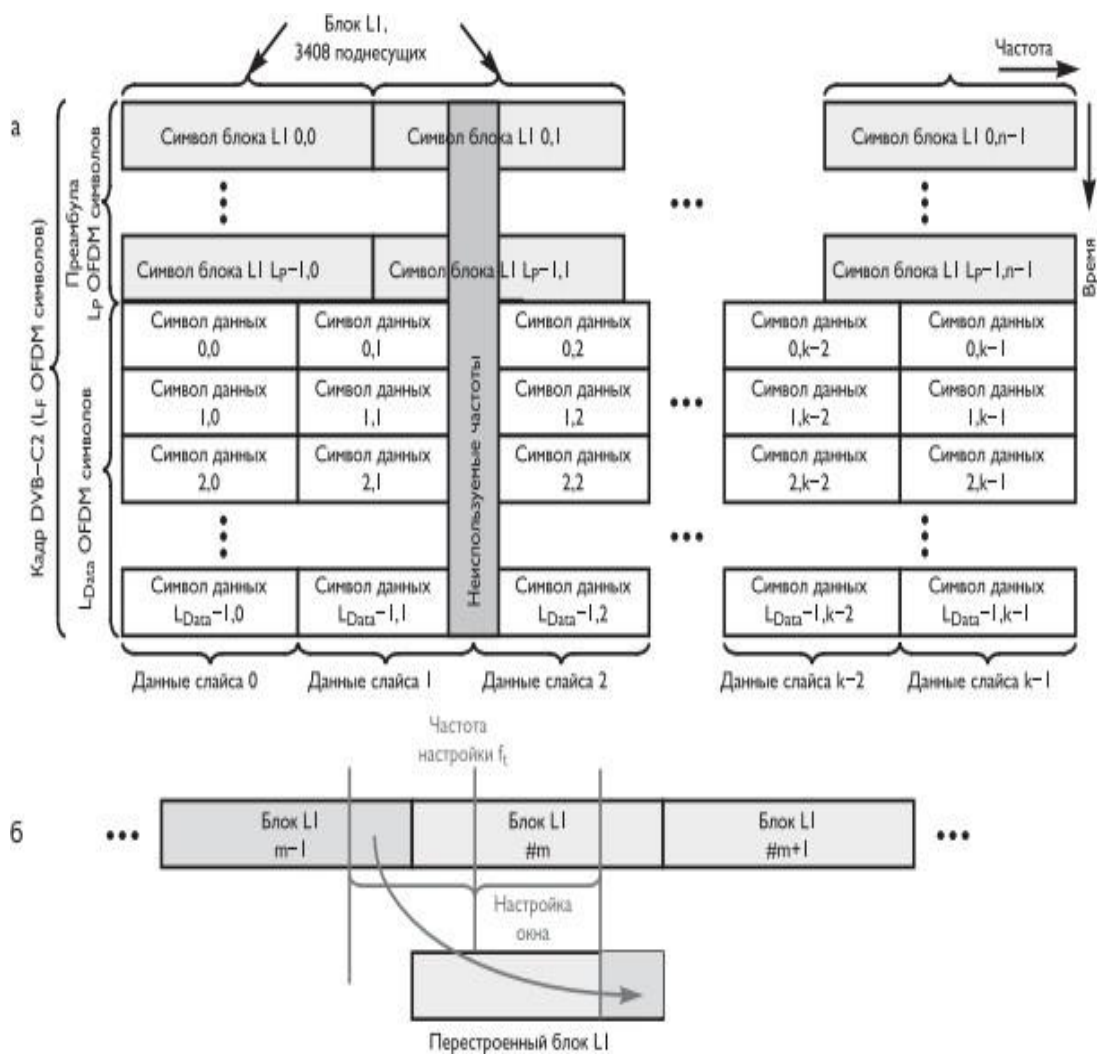 Блок L1,
3408 поднесущих
Частота
а
Символ блока L1 0,0
Символ блока L1 0,1
Символ блока L1 0,n−1
Кадр DVB−C2 (LF OFDM символов)
Преамбула
LP OFDM символов
Время
Символ блока L1 LP−1,0
Символ блока L1 LP−1,1
Символ блока L1 LP−1,n−1
LData OFDM символов
Неиспользуемые частоты
Символ данных
0,0
Символ данных
0,1
Символ данных
0,2
Символ данных
0,k−2
Символ данных
0,k−1
Символ данных
1,0
Символ данных
1,1
Символ данных
1,2
Символ данных
1,k−2
Символ данных
1,k−1
Символ данных
2,0
Символ данных
2,1
Символ данных
2,2
Символ данных
2,k−2
Символ данных
2,k−1
Символ данных
LData−1,0
Символ данных
LData−1,1
Символ данных
LData−1,2
Символ данных
LData−1,k−2
Символ данных
LData−1,k−1
Данные слайса 0
Данные слайса 1
Данные слайса 2
Данные слайса k−2
Данные слайса k−1
Частота
настройки ft
б
Блок L1
m−1
Блок L1
#m
Блок L1
#m+1
Настройка
окна
Перестроенный блок L1